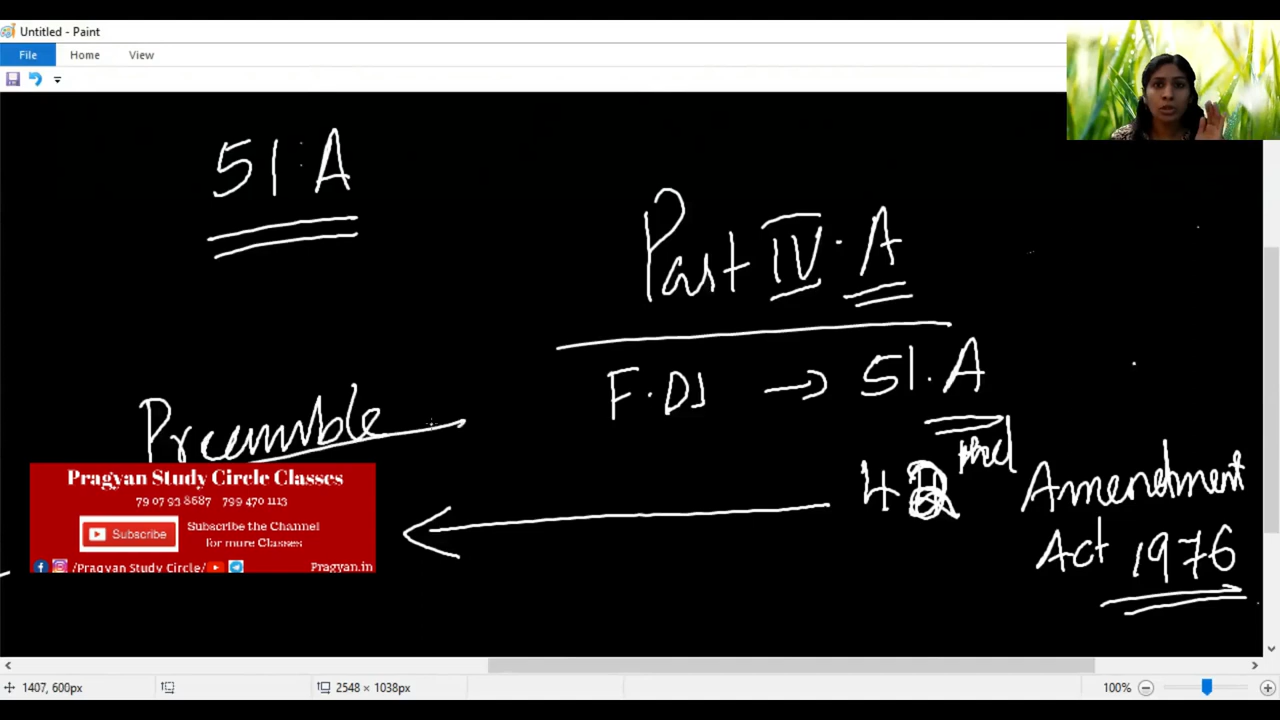 Untitled - Paint
File Home View
51.A
Part IV.A
F.Ds → 51.A
Preamble
42nd Amendment
Act 1976
Pragyan Study Circle Classes
79 07 93 8687 799 470 1113
Subscribe
Subscribe the Channel
for more Classes
/Pragyan Study Circle/
Pragyan.in
1407, 600px
2548 × 1038px
100%